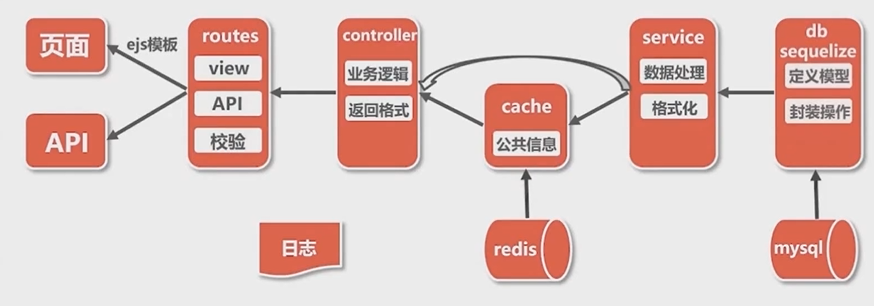 页面
API
ejs模板
routes
view
API
校验
controller
业务逻辑
返回格式
cache
公共信息
service
数据处理
格式化
db
sequelize
定义模型
封装操作
日志
redis
mysql